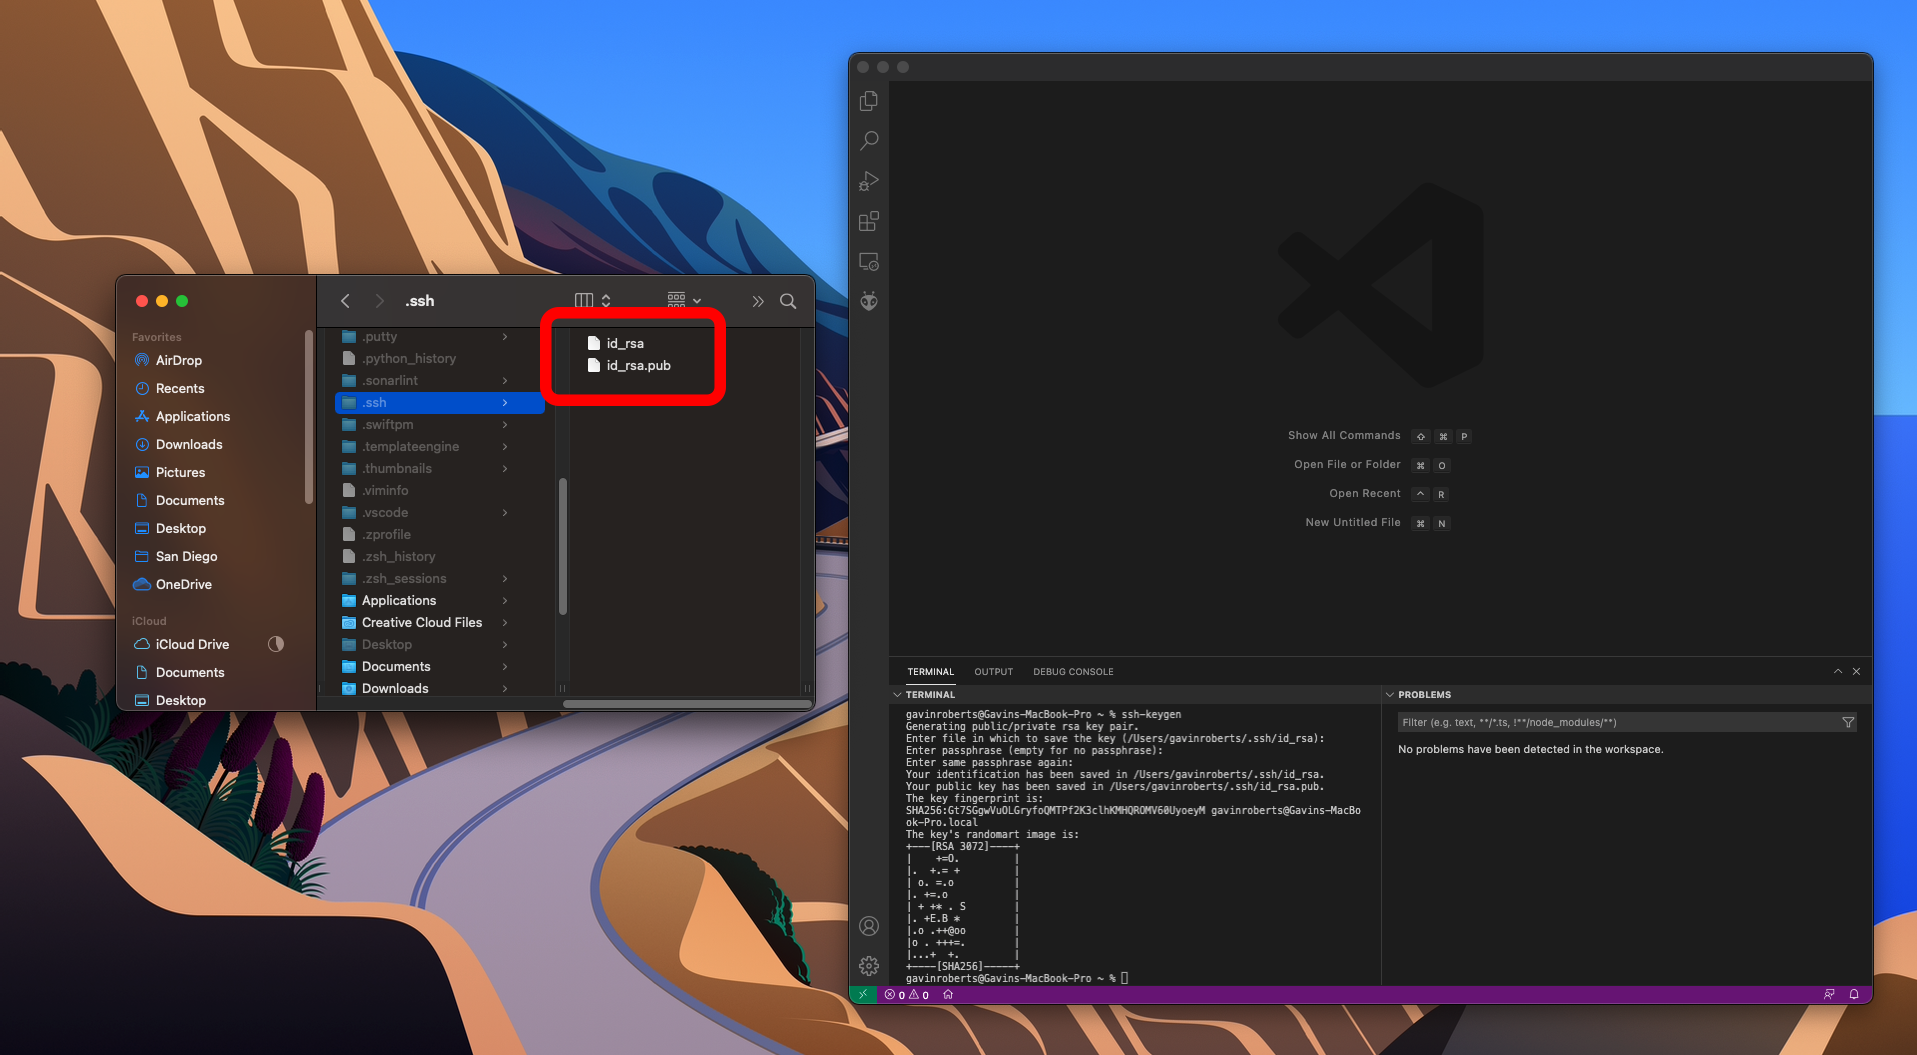 .ssh
Favorites
AirDrop
Recents
Applications
Downloads
Pictures
Documents
Desktop
San Diego
OneDrive
iCloud
iCloud Drive
Documents
Desktop
.putty
.python_history
.sonarlint
.ssh
.swiftpm
.templateengine
.thumbnails
.viminfo
.vscode
.zprofile
.zsh_history
.zsh_sessions
Applications
Creative Cloud Files
Desktop
Documents
Downloads
id_rsa
id_rsa.pub
Show All Commands ⇧ ⌘ P
Open File or Folder ⌘ O
Open Recent ^ R
New Untitled File ⌘ N
TERMINAL OUTPUT DEBUG CONSOLE
TERMINAL
gavinroberts@Gavins-MacBook-Pro ~ % ssh-keygen
Generating public/private rsa key pair.
Enter file in which to save the key (/Users/gavinroberts/.ssh/id_rsa):
Enter passphrase (empty for no passphrase):
Enter same passphrase again:
Your identification has been saved in /Users/gavinroberts/.ssh/id_rsa.
Your public key has been saved in /Users/gavinroberts/.ssh/id_rsa.pub.
The key fingerprint is:
SHA256:Gt7SGgwVuOLGryfoQMTPf2K3clhKMHQROMV60UyoeyM gavinroberts@Gavins-MacBo
ok-Pro.local
The key's randomart image is:
+---[RSA 3072]----+
|    +=O.         |
|.  +.= +         |
| o. =.o          |
|. +=.o           |
| + +* . S        |
|. +E.B *         |
|.o .++@oo        |
|o . +++=.        |
|...+  +.         |
+----[SHA256]-----+
gavinroberts@Gavins-MacBook-Pro ~ %
PROBLEMS
Filter (e.g. text, **/*.ts, !**/node_modules/**)
No problems have been detected in the workspace.
0 0